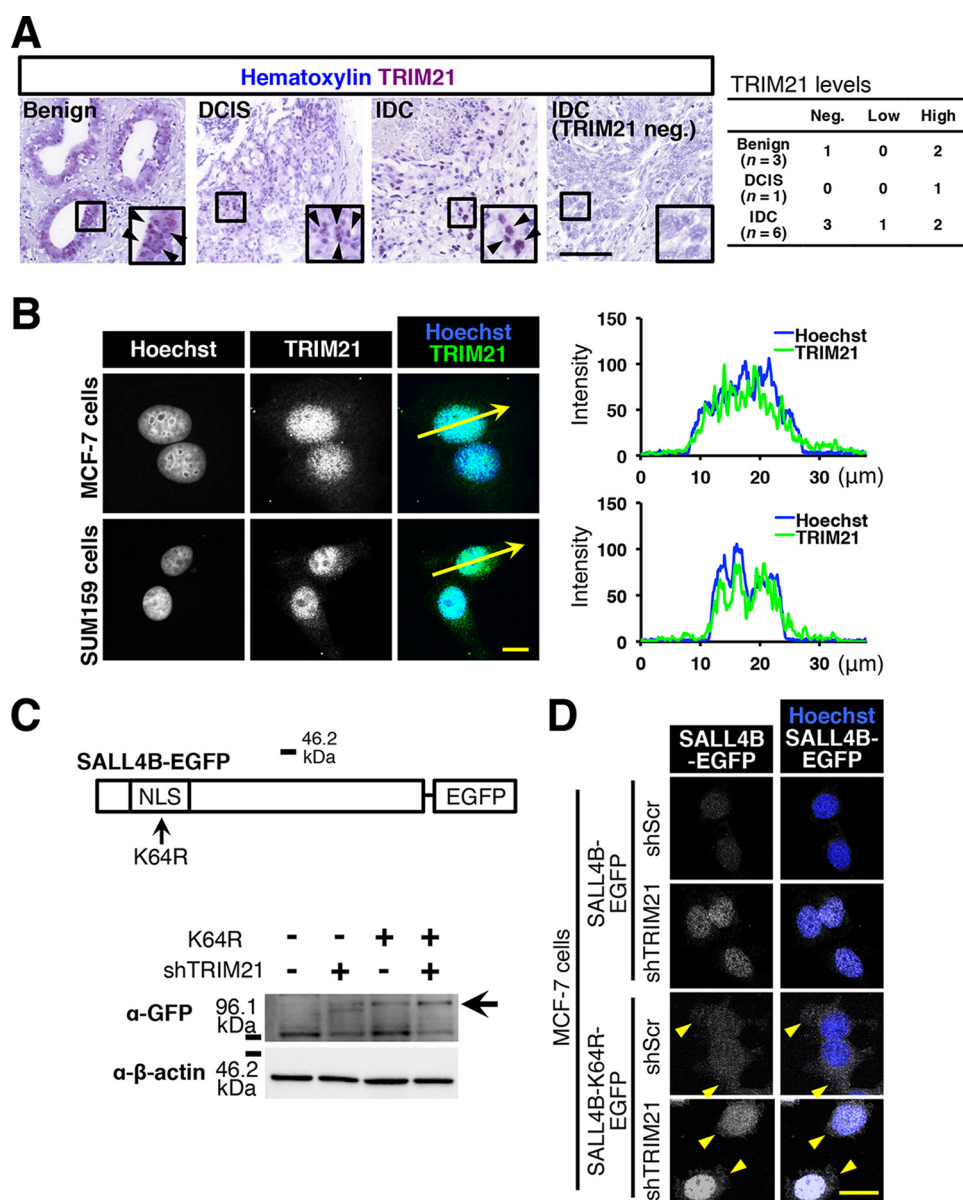 A
Hematoxylin TRIM21
Benign
DCIS
IDC
IDC
(TRIM21 neg.)
TRIM21 levels
Neg. Low High
Benign
(n = 3) 1 0 2
DCIS
(n = 1) 0 0 1
IDC
(n = 6) 3 1 2
B
Hoechst
TRIM21
Hoechst
TRIM21
MCF-7 cells
SUM159 cells
150
100
50
0
Intensity
Hoechst
TRIM21
0 10 20 30 (μm)
150
100
50
0
Intensity
Hoechst
TRIM21
0 10 20 30 (μm)
C
46.2
kDa
SALL4B-EGFP
NLS
EGFP
K64R
K64R - - + +
shTRIM21 - + - +
α-GFP
96.1
kDa
α-β-actin
46.2
kDa
D
SALL4B
-EGFP
Hoechst
SALL4B-
EGFP
MCF-7 cells
SALL4B-
EGFP
shScr
shTRIM21
SALL4B-K64R-
EGFP
shScr
shTRIM21